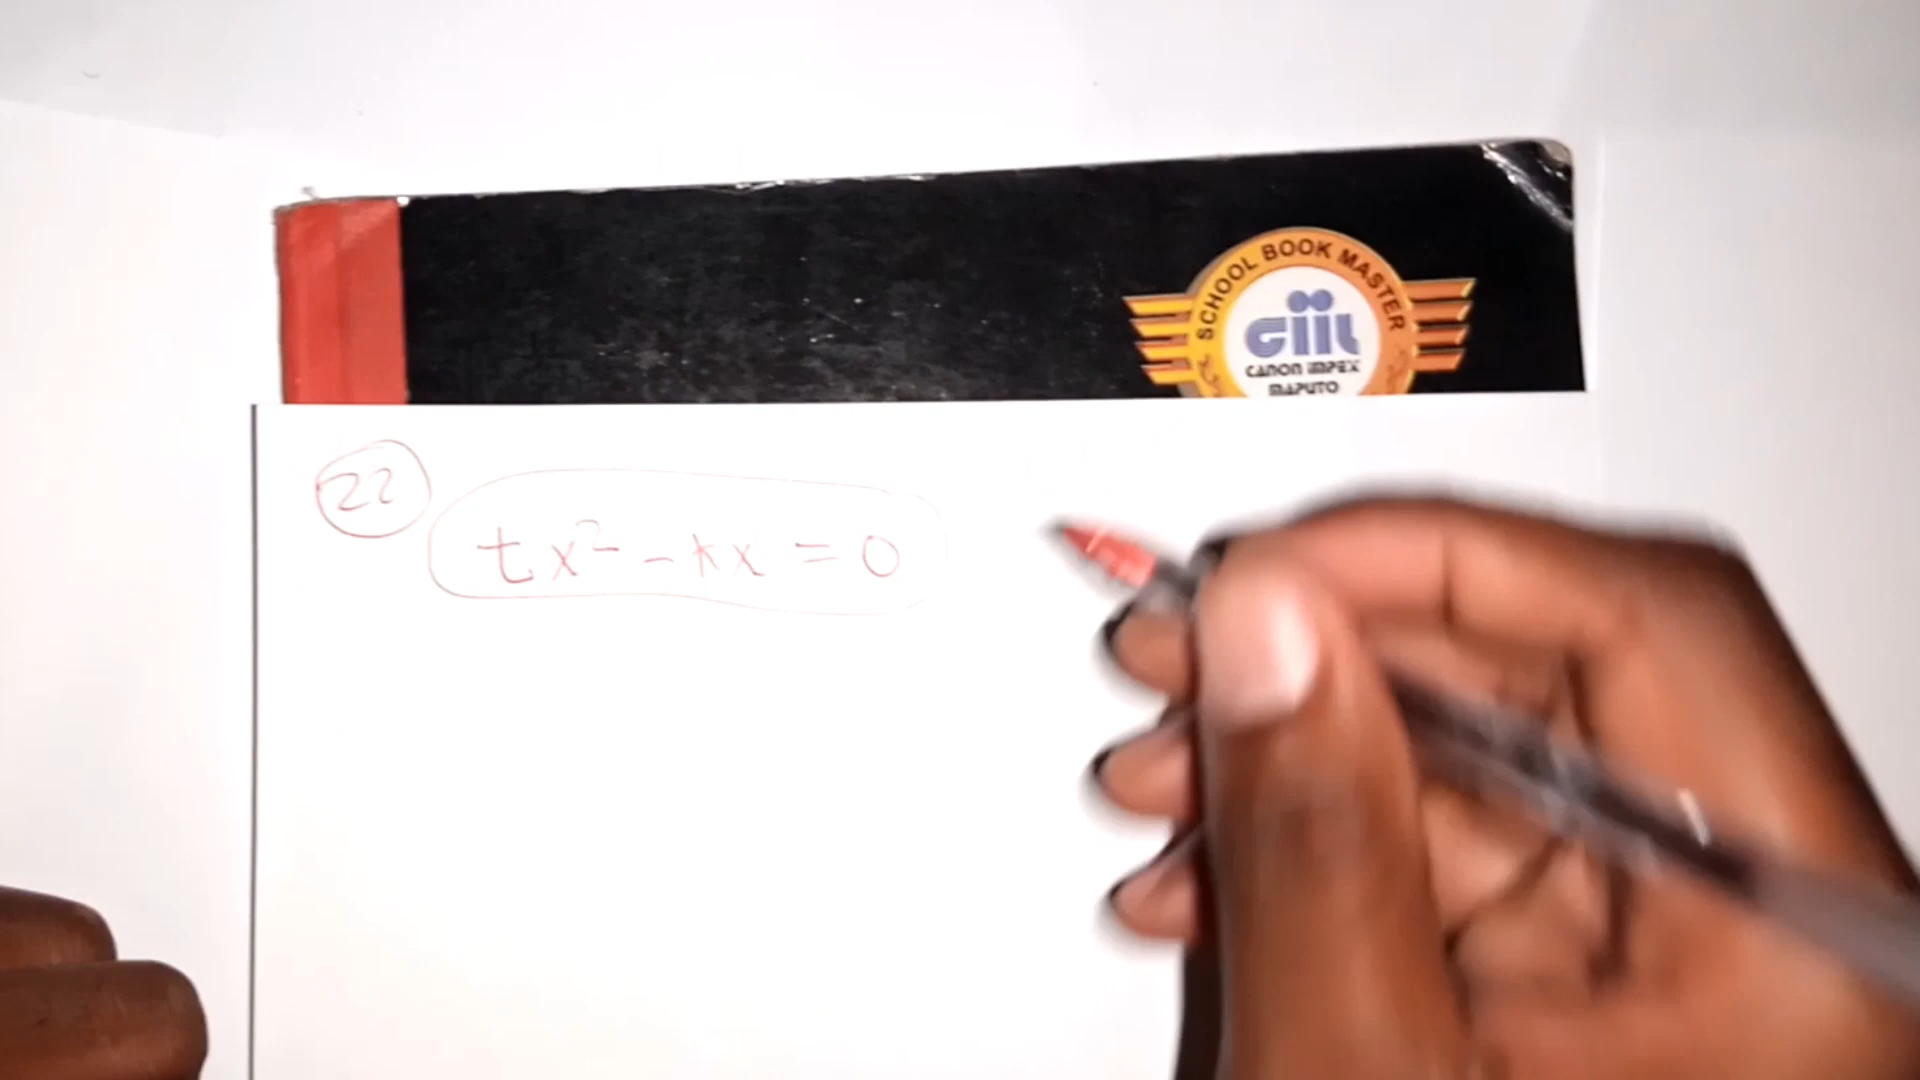 SCHOOL BOOK MASTER
ciil
CANON IMPEX
MAPUTO
22
tx² - kx = 0